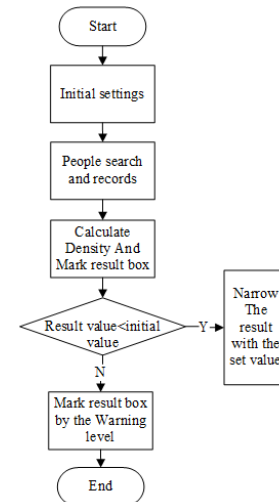 Start
Initial settings
People search
and records
Calculate
Density And
Mark result box
Result value<initial
value
Y
Narrow
The
result
with the
set value
N
Mark result box
by the Warning
level
End